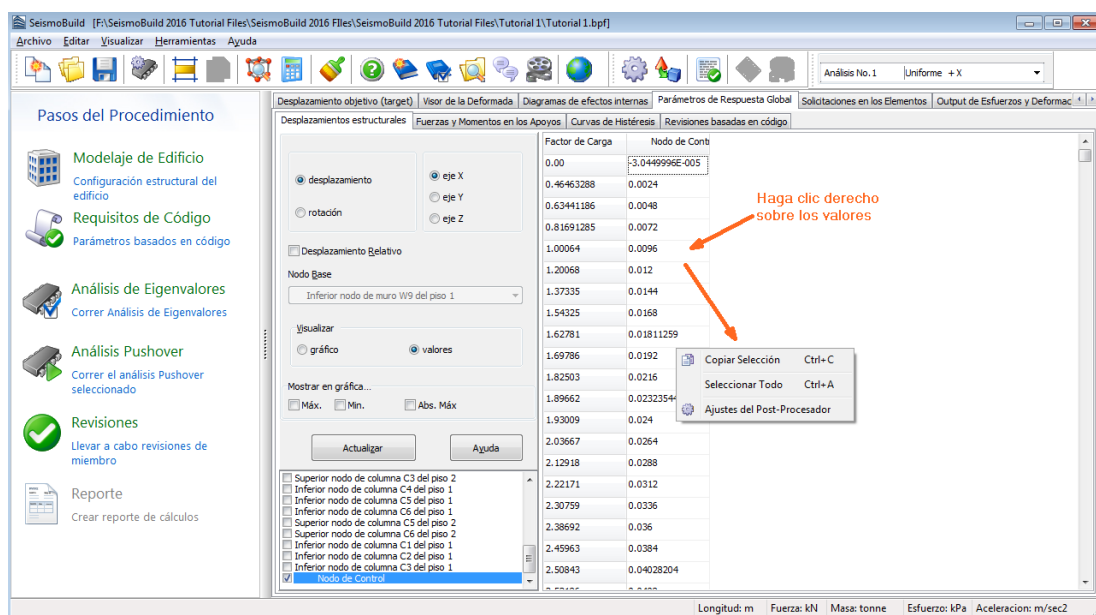 SeismoBuild [F:\SeismoBuild 2016 Tutorial Files\SeismoBuild 2016 FIles\SeismoBuild 2016 Tutorial Files\Tutorial 1\Tutorial 1.bpf]
Archivo Editar Visualizar Herramientas Ayuda
Análisis No. 1 Uniforme + X
Pasos del Procedimiento
Modelaje de Edificio
Configuración estructural del
edificio
Requisitos de Código
Parámetros basados en código
Análisis de Eigenvalores
Correr Análisis de Eigenvalores
Análisis Pushover
Correr el análisis Pushover
seleccionado
Revisiones
Llevar a cabo revisiones de
miembro
Reporte
Crear reporte de cálculos
Desplazamiento objetivo (target) Visor de la Deformada Diagramas de efectos internas Parámetros de Respuesta Global Solicitaciones en los Elementos Output de Esfuerzos y Deformac
Desplazamientos estructurales Fuerzas y Momentos en los Apoyos Curvas de Histéresis Revisiones basadas en código
desplazamiento
rotación
eje X
eje Y
eje Z
Desplazamiento Relativo
Nodo Base
Inferior nodo de muro W9 del piso 1
Visualizar
gráfico valores
Mostrar en gráfica...
Máx. Min. Abs. Máx
Actualizar Ayuda
Superior nodo de columna C3 del piso 2
Inferior nodo de columna C4 del piso 1
Inferior nodo de columna C5 del piso 1
Inferior nodo de columna C6 del piso 1
Superior nodo de columna C5 del piso 2
Superior nodo de columna C6 del piso 2
Inferior nodo de columna C1 del piso 1
Inferior nodo de columna C2 del piso 1
Inferior nodo de columna C3 del piso 1
Nodo de Control
Factor de Carga Nodo de Cont
0.00 -3.0449996E-005
0.46463288 0.0024
0.63441186 0.0048
0.81691285 0.0072
1.00064 0.0096
1.20068 0.012
1.37335 0.0144
1.54325 0.0168
1.62781 0.01811259
1.69786 0.0192
1.82503 0.0216
1.89662 0.0232354
1.93009 0.024
2.03667 0.0264
2.12918 0.0288
2.22171 0.0312
2.30759 0.0336
2.38692 0.036
2.45963 0.0384
2.50843 0.04028204
Haga clic derecho
sobre los valores
Copiar Selección Ctrl+C
Seleccionar Todo Ctrl+A
Ajustes del Post-Procesador
Longitud: m Fuerza: kN Masa: tonne Esfuerzo: kPa Aceleracion: m/sec2